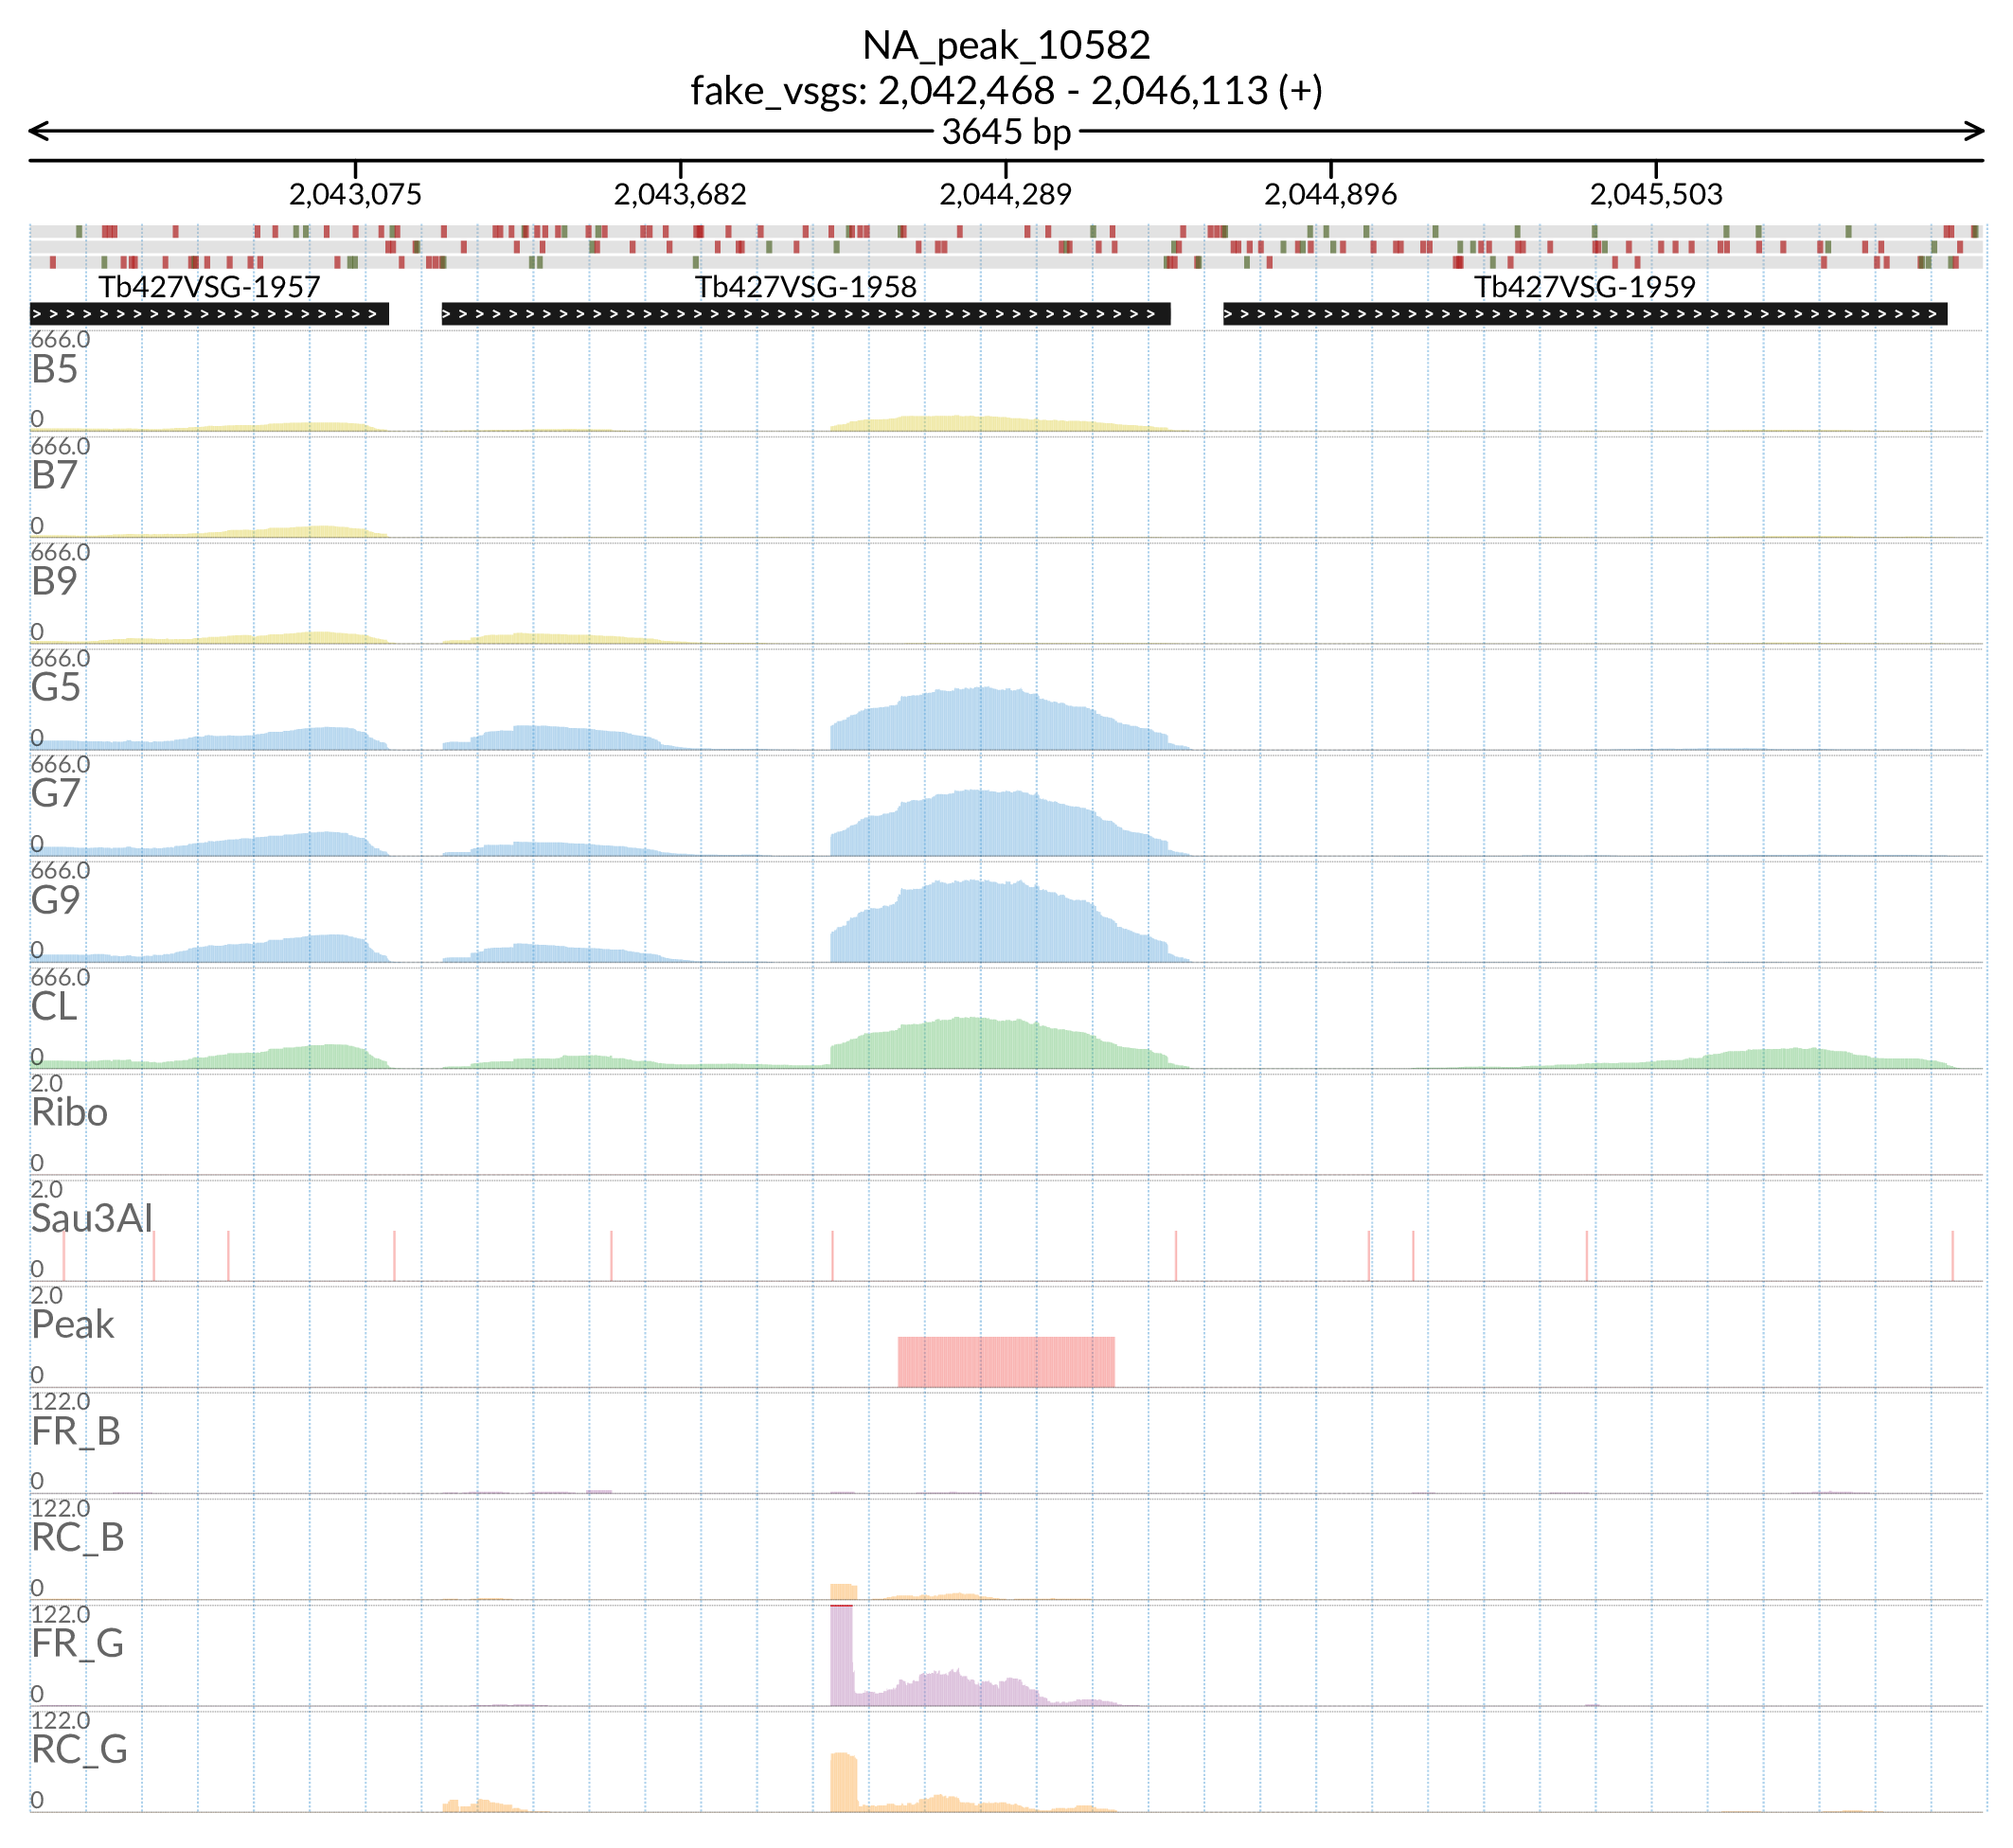 NA_peak_10582
fake_vsgs: 2,042,468 - 2,046,113 (+)
3645 bp
2,043,075 2,043,682 2,044,289 2,044,896 2,045,503
Tb427VSG-1957 Tb427VSG-1958 Tb427VSG-1959
666.0
B5
0
666.0
B7
0
666.0
B9
0
666.0
G5
0
666.0
G7
0
666.0
G9
0
666.0
CL
0
2.0
Ribo
0
2.0
Sau3AI
0
2.0
Peak
0
122.0
FR_B
0
122.0
RC_B
0
122.0
FR_G
0
122.0
RC_G
0